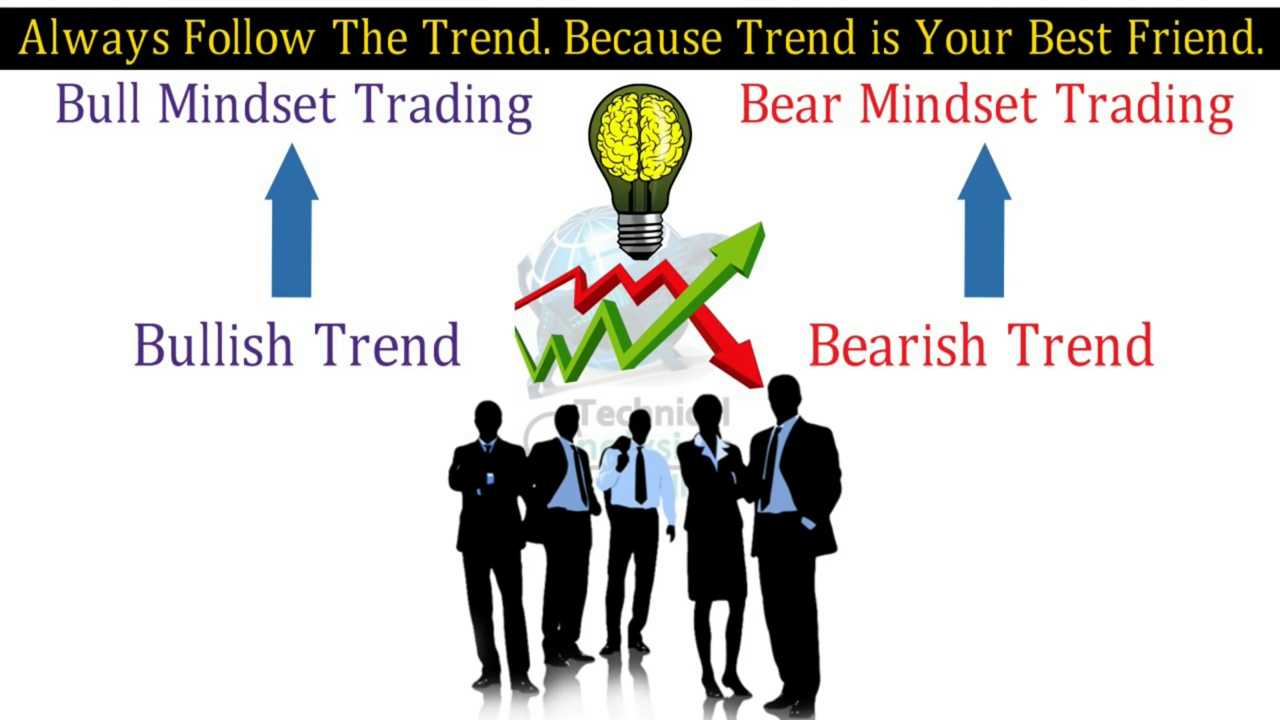 Always Follow The Trend. Because Trend is Your Best Friend.
Bull Mindset Trading
Bear Mindset Trading
Bullish Trend
Bearish Trend